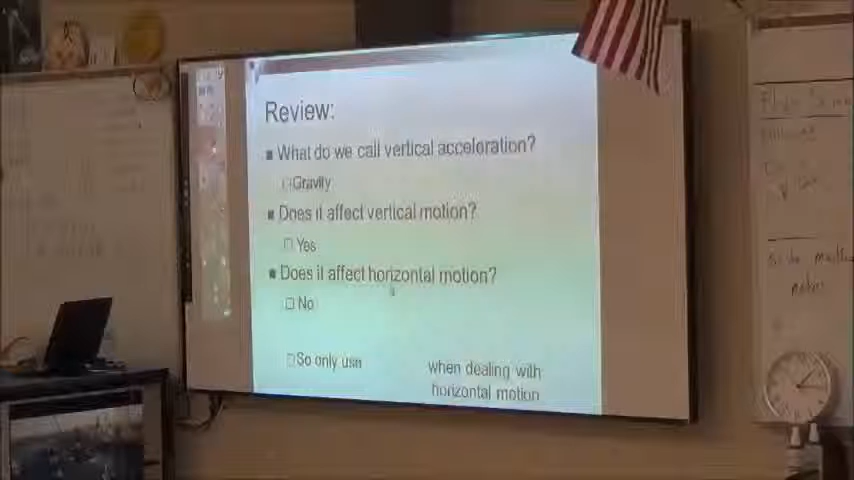 Review:
What do we call vertical acceleration?
Gravity
Does it affect vertical motion?
Yes
Does it affect horizontal motion?
No
So only use
when dealing with
horizontal motion